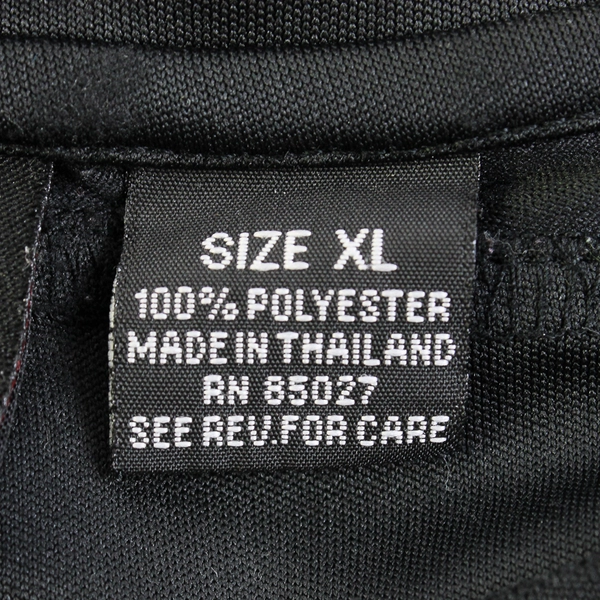 SIZE XL
100% POLYESTER
MADE IN THAILAND
RN 85027
SEE REV.FOR CARE